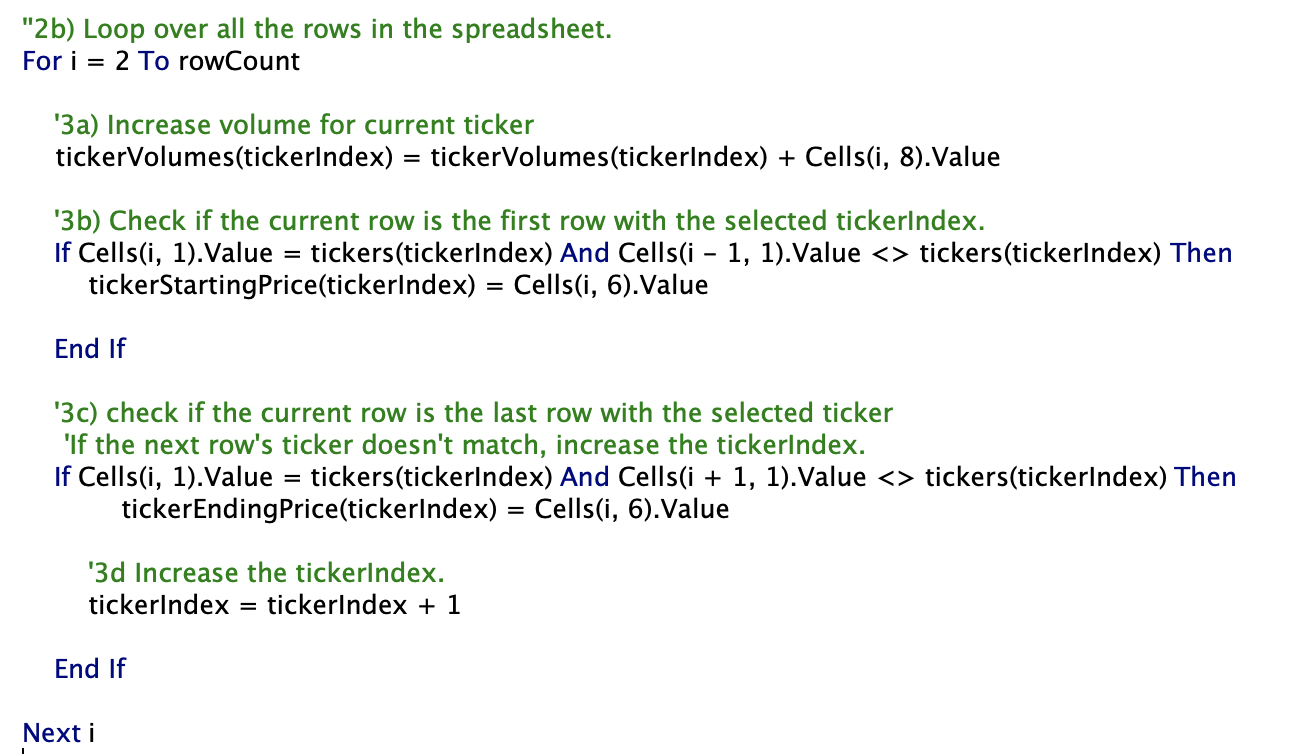 ''2b) Loop over all the rows in the spreadsheet.
For i = 2 To rowCount
'3a) Increase volume for current ticker
tickerVolumes(tickerIndex) = tickerVolumes(tickerIndex) + Cells(i, 8).Value
'3b) Check if the current row is the first row with the selected tickerIndex.
If Cells(i, 1).Value = tickers(tickerIndex) And Cells(i - 1, 1).Value <> tickers(tickerIndex) Then
tickerStartingPrice(tickerIndex) = Cells(i, 6).Value
End If
'3c) check if the current row is the last row with the selected ticker
'If the next row's ticker doesn't match, increase the tickerIndex.
If Cells(i, 1).Value = tickers(tickerIndex) And Cells(i + 1, 1).Value <> tickers(tickerIndex) Then
tickerEndingPrice(tickerIndex) = Cells(i, 6).Value
'3d Increase the tickerIndex.
tickerIndex = tickerIndex + 1
End If
Next i